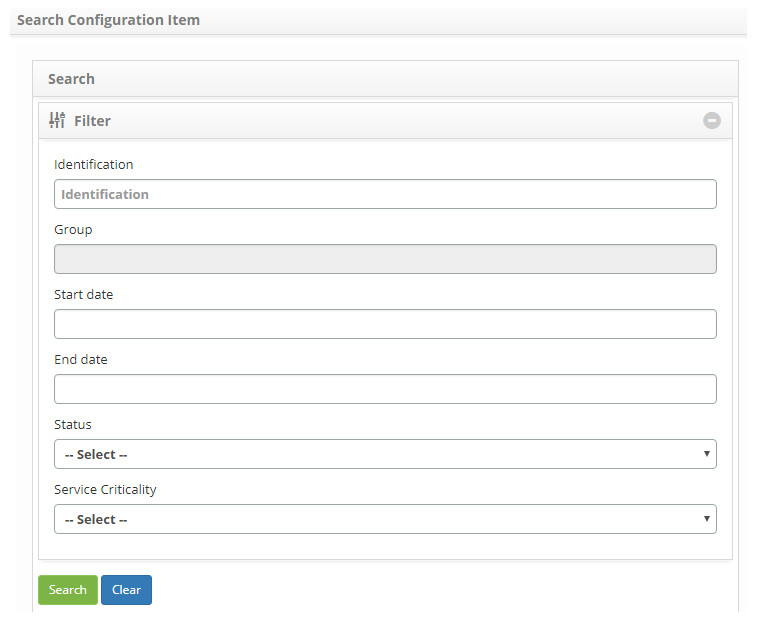 Search Configuration Item
Search
Filter
Identification
Identification
Group
Start date
End date
Status
-- Select --
Service Criticality
-- Select --
Search Clear